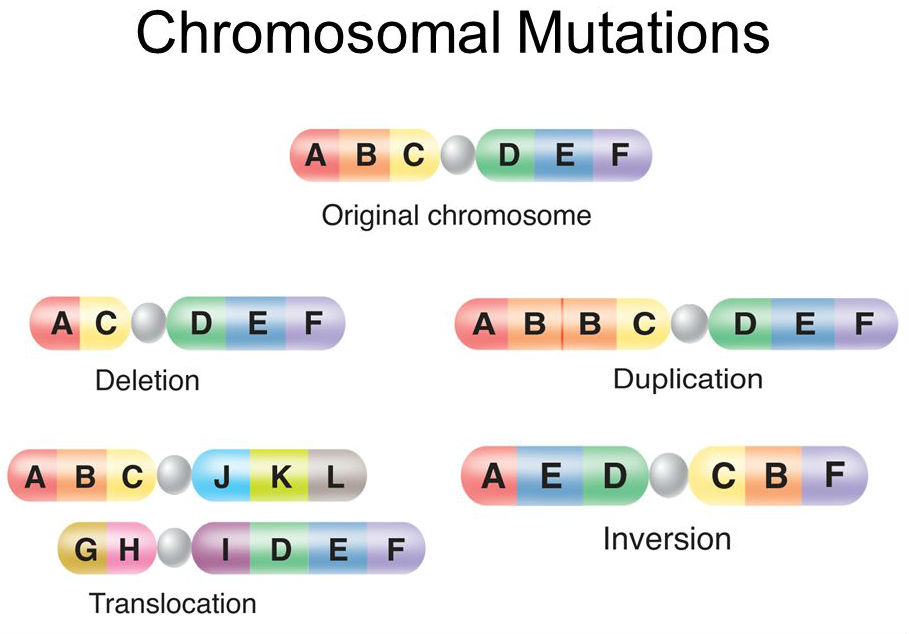 Chromosomal Mutations
A B C D E F
Original chromosome
A C D E F
Deletion
A B B C D E F
Duplication
A B C J K L
G H I D E F
Translocation
A E D C B F
Inversion